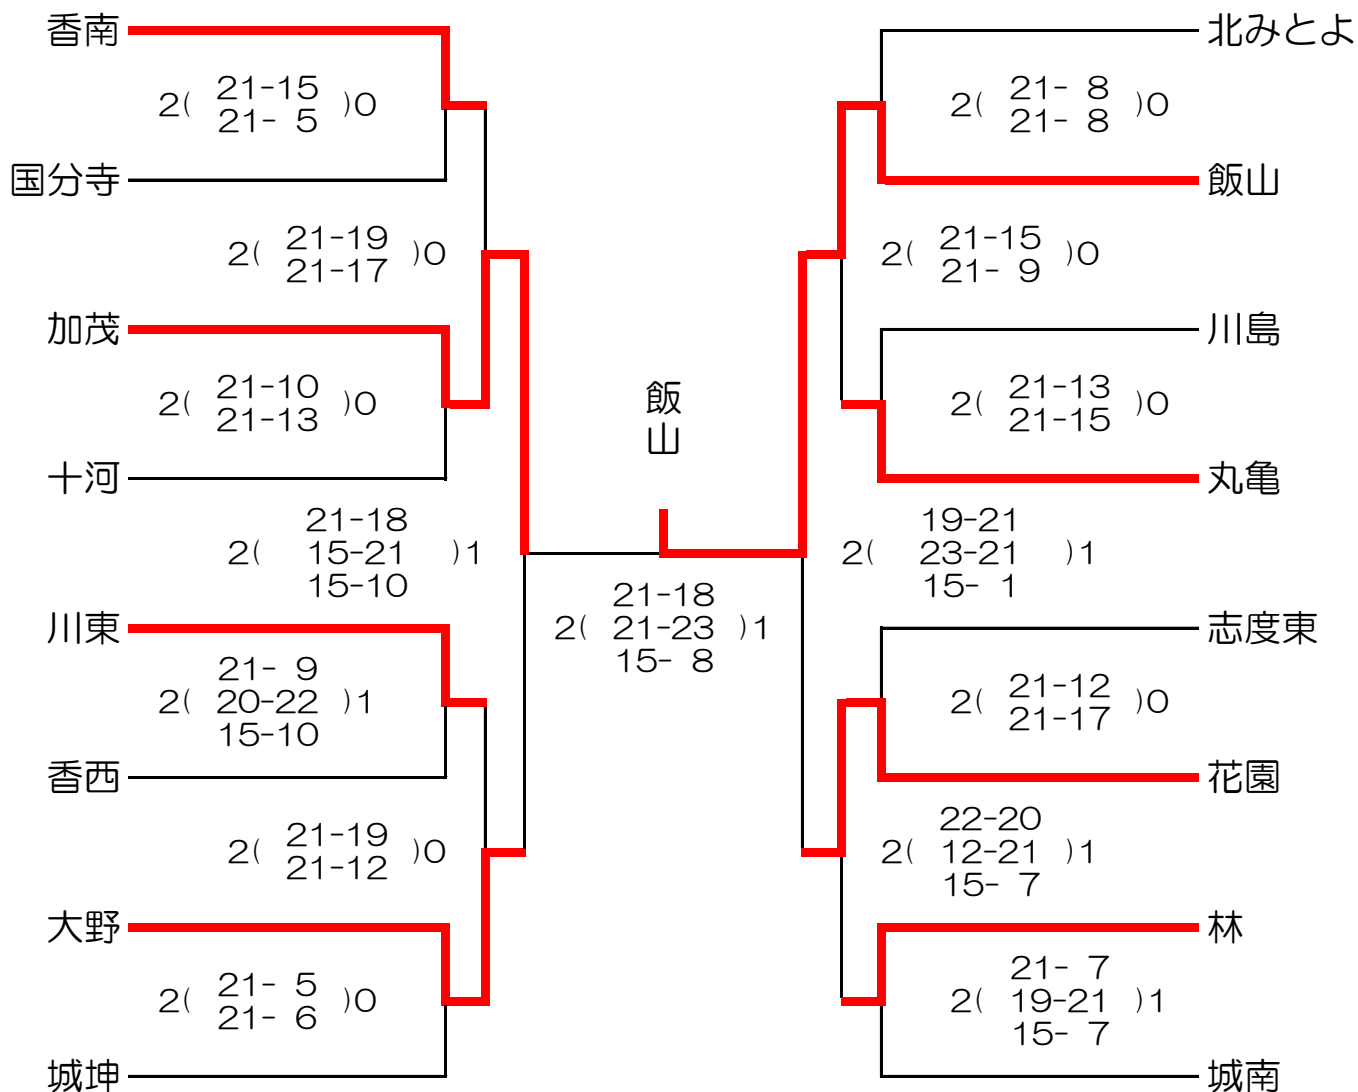 香南
北みとよ
2( 21-15 )0
21- 5
2( 21- 8 )0
21- 8
国分寺
飯山
2( 21-19 )0
21-17
2( 21-15 )0
21- 9
加茂
川島
2( 21-10 )0
21-13
飯山
2( 21-13 )0
21-15
十河
丸亀
21-18
2( 15-21 )1
15-10
19-21
2( 23-21 )1
15- 1
21-18
2( 21-23 )1
15- 8
川東
志度東
21- 9
2( 20-22 )1
15-10
2( 21-12 )0
21-17
香西
花園
2( 21-19 )0
21-12
22-20
2( 12-21 )1
15- 7
大野
林
2( 21- 5 )0
21- 6
21- 7
2( 19-21 )1
15- 7
城坤
城南